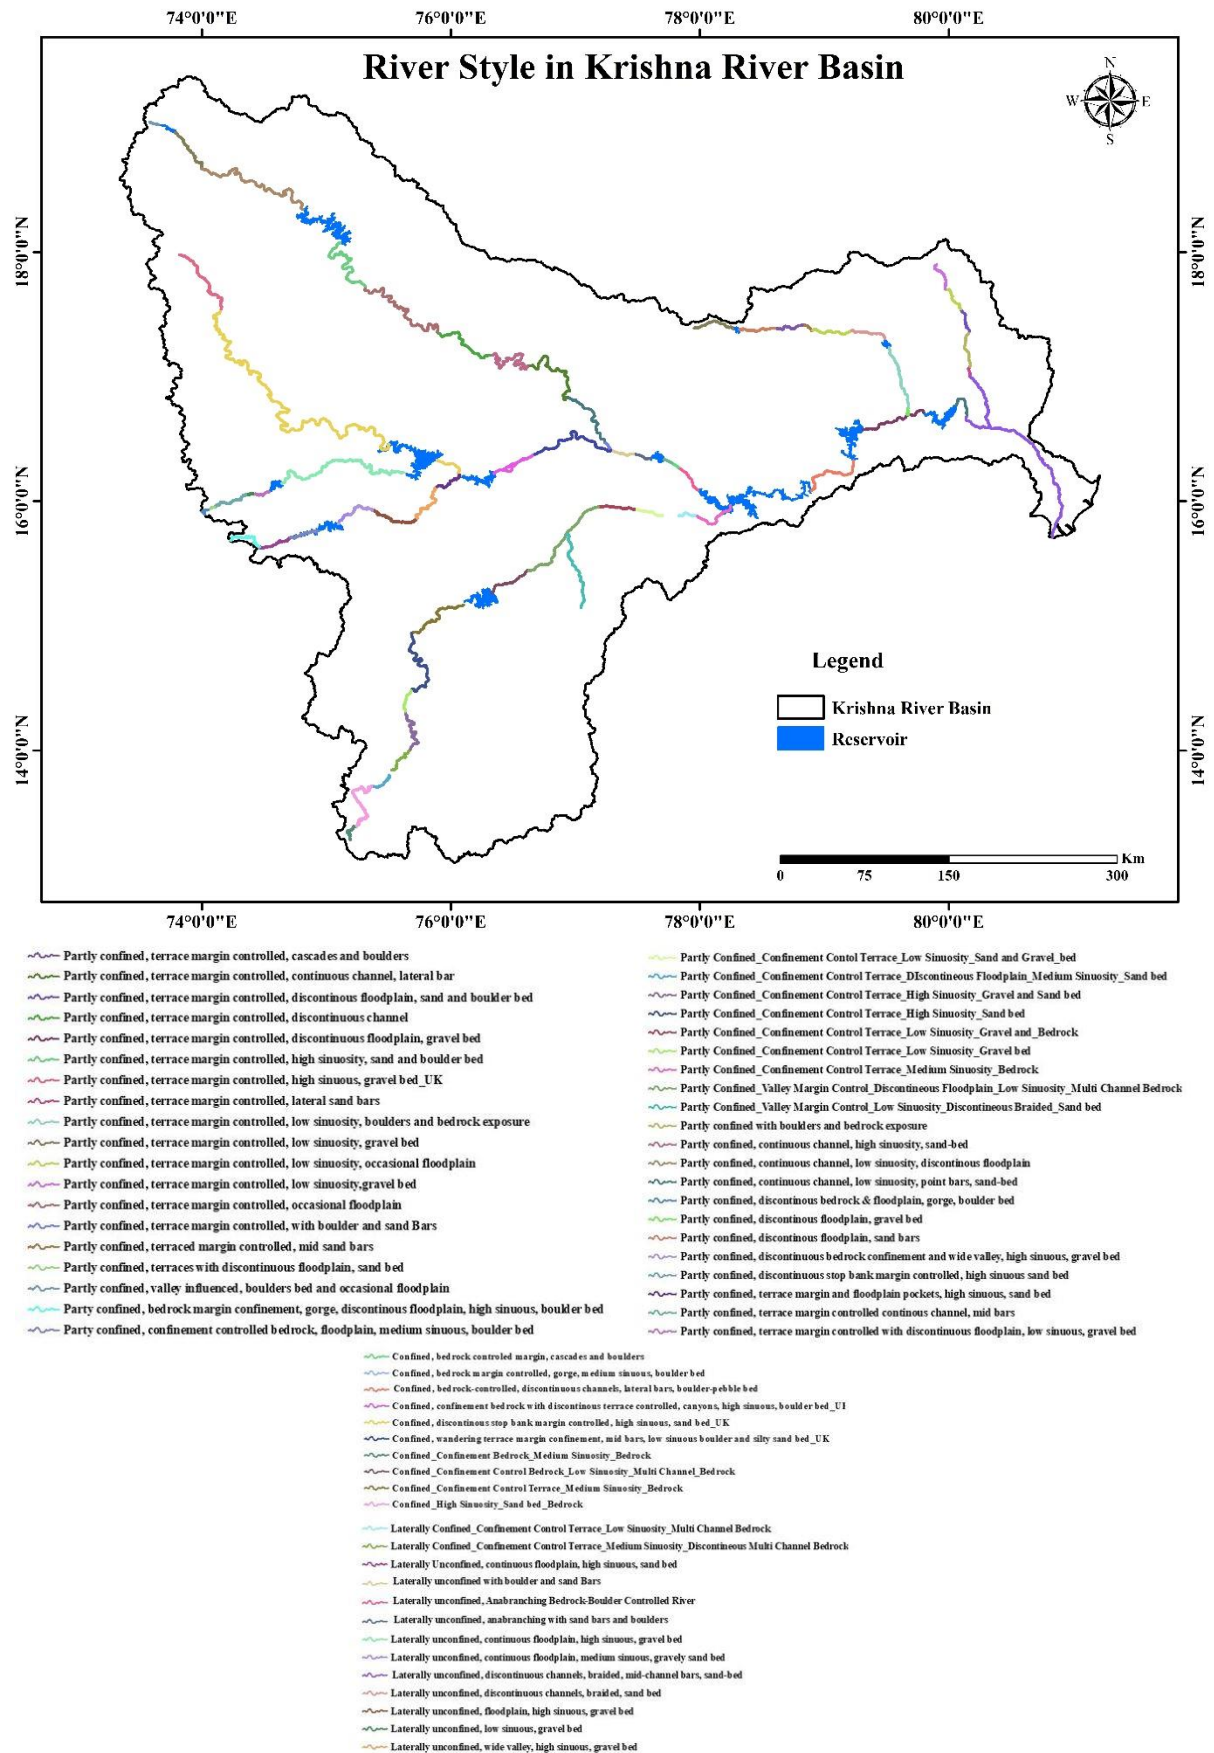 74°0'0"E 76°0'0"E 78°0'0"E 80°0'0"E
River Style in Krishna River Basin
N
W E
S
18°0'0"N 18°0'0"N
16°0'0"N 16°0'0"N
14°0'0"N 14°0'0"N
Legend
Krishna River Basin
Reservoir
Km
0 75 150 300
74°0'0"E 76°0'0"E 78°0'0"E 80°0'0"E
Partly confined, terrace margin controlled, cascades and boulders
Partly confined, terrace margin controlled, continuous channel, lateral bar
Partly confined, terrace margin controlled, discontinous floodplain, sand and boulder bed
Partly confined, terrace margin controlled, discontinuous channel
Partly confined, terrace margin controlled, discontinuous floodplain, gravel bed
Partly confined, terrace margin controlled, high sinuosity, sand and boulder bed
Partly confined, terrace margin controlled, high sinuous, gravel bed_UK
Partly confined, terrace margin controlled, lateral sand bars
Partly confined, terrace margin controlled, low sinuosity, boulders and bedrock exposure
Partly confined, terrace margin controlled, low sinuosity, gravel bed
Partly confined, terrace margin controlled, low sinuosity, occasional floodplain
Partly confined, terrace margin controlled, low sinuosity,gravel bed
Partly confined, terrace margin controlled, occasional floodplain
Partly confined, terrace margin controlled, with boulder and sand Bars
Partly confined, terraced margin controlled, mid sand bars
Partly confined, terraces with discontinuous floodplain, sand bed
Partly confined, valley influenced, boulders bed and occasional floodplain
Party confined, bedrock margin confinement, gorge, discontinous floodplain, high sinuous, boulder bed
Party confined, confinement controlled bedrock, floodplain, medium sinuous, boulder bed
Partly Confined_Confinement Contol Terrace_Low Sinuosity_Sand and Gravel_bed
Partly Confined_Confinement Control Terrace_DIscontineous Floodplain_Medium Sinuosity_Sand bed
Partly Confined_Confinement Control Terrace_High Sinuosity_Gravel and Sand bed
Partly Confined_Confinement Control Terrace_High Sinuosity_Sand bed
Partly Confined_Confinement Control Terrace_Low Sinuosity_Gravel and_Bedrock
Partly Confined_Confinement Control Terrace_Low Sinuosity_Gravel bed
Partly Confined_Confinement Control Terrace_Medium Sinuosity_Bedrock
Partly Confined_Valley Margin Control_Discontineous Floodplain_Low Sinuosity_Multi Channel Bedrock
Partly Confined_Valley Margin Control_Low Sinuosity_Discontineous Braided_Sand bed
Partly confined with boulders and bedrock exposure
Partly confined, continuous channel, high sinuosity, sand-bed
Partly confined, continuous channel, low sinuosity, discontinous floodplain
Partly confined, continuous channel, low sinuosity, point bars, sand-bed
Partly confined, discontinous bedrock & floodplain, gorge, boulder bed
Partly confined, discontinous floodplain, gravel bed
Partly confined, discontinous floodplain, sand bars
Partly confined, discontinuous bedrock confinement and wide valley, high sinuous, gravel bed
Partly confined, discontinuous stop bank margin controlled, high sinuous sand bed
Partly confined, terrace margin and floodplain pockets, high sinuous, sand bed
Partly confined, terrace margin controlled continous channel, mid bars
Partly confined, terrace margin controlled with discontinuous floodplain, low sinuous, gravel bed
Confined, bedrock controled margin, cascades and boulders
Confined, bedrock margin controlled, gorge, medium sinuous, boulder bed
Confined, bedrock-controlled, discontinuous channels, lateral bars, boulder-pebble bed
Confined, confinement bedrock with discontinous terrace controlled, canyons, high sinuous, boulder bed_UI
Confined, discontinous stop bank margin controlled, high sinuous, sand bed_UK
Confined, wandering terrace margin confinement, mid bars, low sinuous boulder and silty sand bed_UK
Confined_Confinement Bedrock_Medium Sinuosity_Bedrock
Confined_Confinement Control Bedrock_Low Sinuosity_Multi Channel_Bedrock
Confined_Confinement Control Terrace_Medium Sinuosity_Bedrock
Confined_High Sinuosity_Sand bed_Bedrock
Laterally Confined_Confinement Control Terrace_Low Sinuosity_Multi Channel Bedrock
Laterally Confined_Confinement Control Terrace_Medium Sinuosity_Discontineous Multi Channel Bedrock
Laterally Unconfined, continuous floodplain, high sinuous, sand bed
Laterally unconfined with boulder and sand Bars
Laterally unconfined, Anabranching Bedrock-Boulder Controlled River
Laterally unconfined, anabranching with sand bars and boulders
Laterally unconfined, continuous floodplain, high sinuous, gravel bed
Laterally unconfined, continuous floodplain, medium sinuous, gravely sand bed
Laterally unconfined, discontinuous channels, braided, mid-channel bars, sand-bed
Laterally unconfined, discontinuous channels, braided, sand bed
Laterally unconfined, floodplain, high sinuous, gravel bed
Laterally unconfined, low sinuous, gravel bed
Laterally unconfined, wide valley, high sinuous, gravel bed